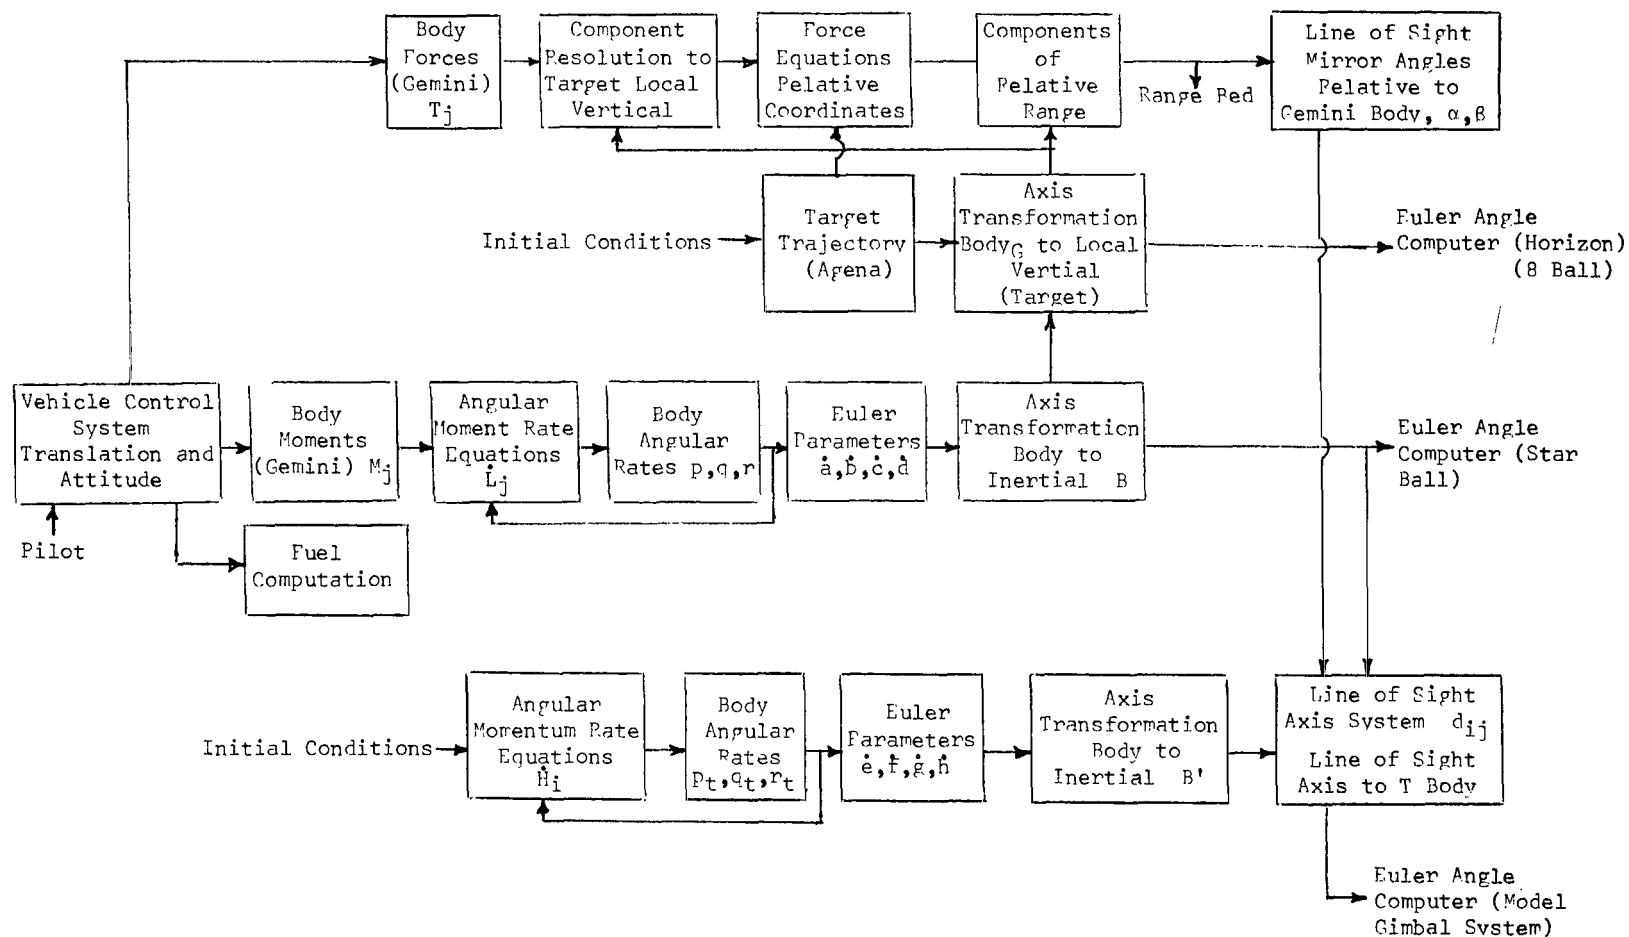 Body
Forces
(Gemini)
Tj
Component
Resolution to
Target Local
Vertical
Force
Equations
Relative
Coordinates
Components
of
Relative
Range
Range Bed
Line of Sight
Mirror Angles
Relative to
Gemini Body, α,β
Initial Conditions
Target
Trajectory
(Agena)
Axis
Transformation
BodyG to Local
Vertial
(Target)
Euler Angle
Computer (Horizon)
(8 Ball)
Vehicle Control
System
Translation and
Attitude
Pilot
Body
Moments
(Gemini) Mj
Angular
Moment Rate
Equations
L̇j
Body
Angular
Rates p,q,r
Euler
Parameters
ȧ,ḃ,ċ,ḋ
Axis
Transformation
Body to
Inertial B
Euler Angle
Computer (Star
Ball)
Fuel
Computation
Initial Conditions
Angular
Momentum Rate
Equations
Ḣi
Body
Angular
Rates
pt,qt,rt
Euler
Parameters
ė,ḟ,ġ,ḣ
Axis
Transformation
Body to
Inertial B'
Line of Sight
Axis System dij
Line of Sight
Axis to T Body
Euler Angle
Computer (Model
Gimbal System)